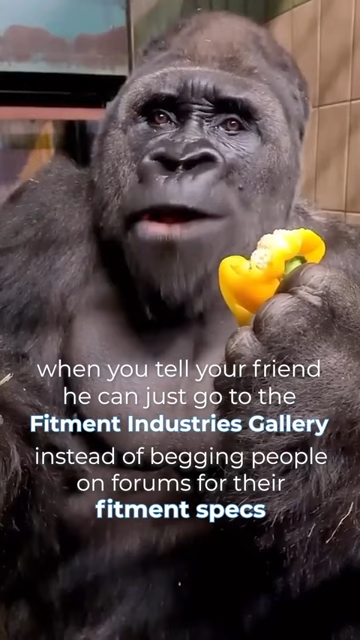 when you tell your friend
he can just go to the
Fitment Industries Gallery
instead of begging people
on forums for their
fitment specs